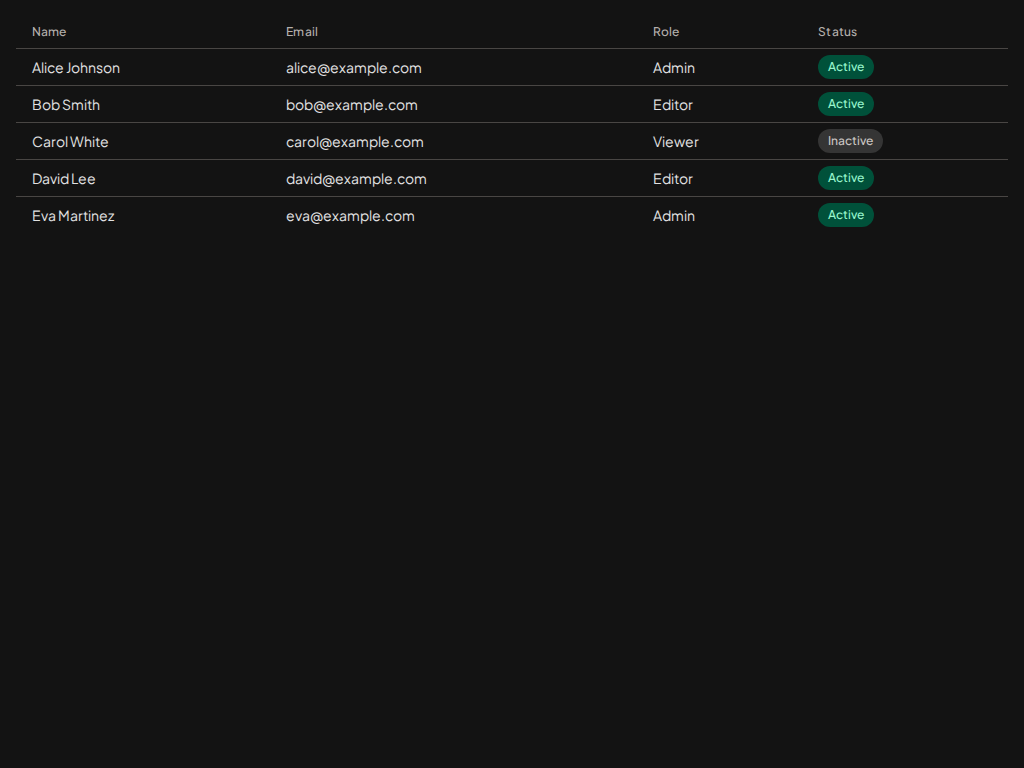 Name Email Role Status
Alice Johnson alice@example.com Admin Active
Bob Smith bob@example.com Editor Active
Carol White carol@example.com Viewer Inactive
David Lee david@example.com Editor Active
Eva Martinez eva@example.com Admin Active